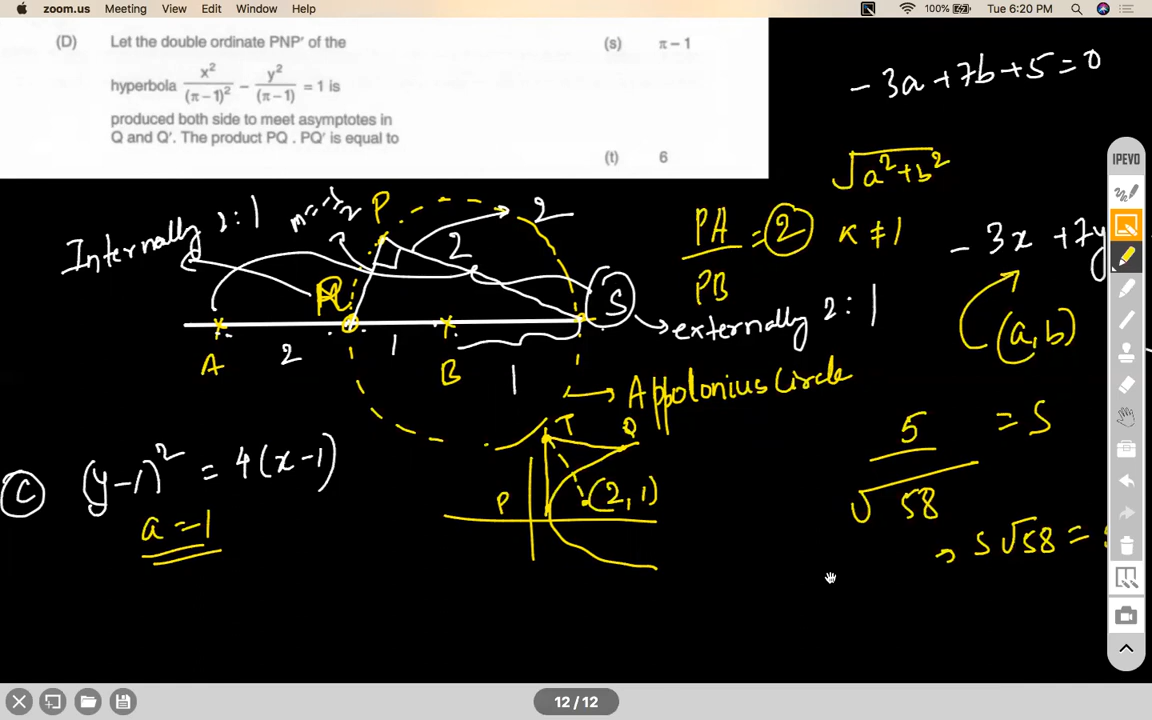 zoom.us Meeting View Edit Window Help 100% Tue 6:20 PM
(D) Let the double ordinate PNP' of the (s) π – 1
hyperbola x²/(π–1)² – y²/(π–1) = 1 is
produced both side to meet asymptotes in
Q and Q'. The product PQ . PQ' is equal to
(t) 6
- 3a + 7b + 5 = 0
√a² + b²
Internally 2 : 1
P
2
2
PA/PB = 2 K ≠ 1
- 3x + 7y
S
externally 2 : 1
(a, b)
2 1
A B 1
Appolonius Circle
5/√58 = S
T Q
C (y-1)² = 4(x-1)
P (2, 1)
a = 1
S√58 =
IPEVO
12 / 12